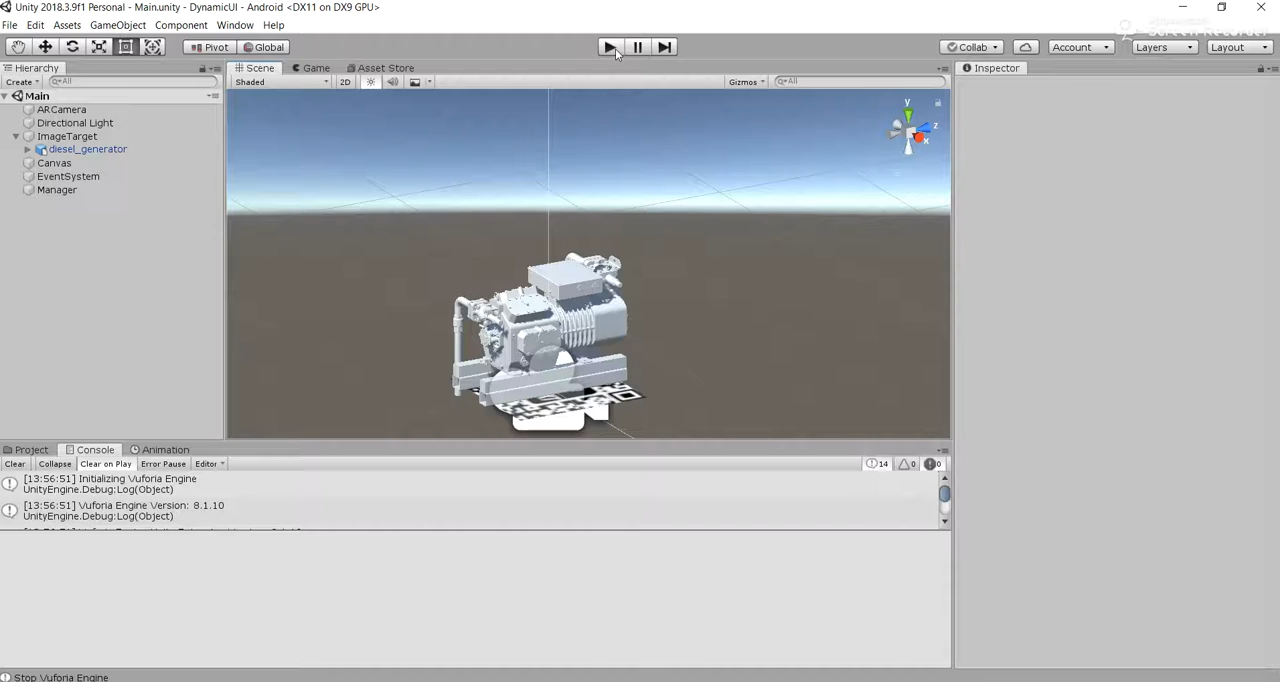 Unity 2018.3.9f1 Personal - Main.unity - DynamicUI - Android <DX11 on DX9 GPU>
File Edit Assets GameObject Component Window Help
Pivot Global Collab Account Layers Layout
Hierarchy Scene Game Asset Store Inspector
Create All Shaded 2D Gizmos All
Main
ARCamera
Directional Light
ImageTarget
diesel_generator
Canvas
EventSystem
Manager
y
z
x
Project Console Animation
Clear Collapse Clear on Play Error Pause Editor 14 0 0
[13:56:51] Initializing Vuforia Engine
UnityEngine.Debug:Log(Object)
[13:56:51] Vuforia Engine Version: 8.1.10
UnityEngine.Debug:Log(Object)
Stop Vuforia Engine
Screen Recorder